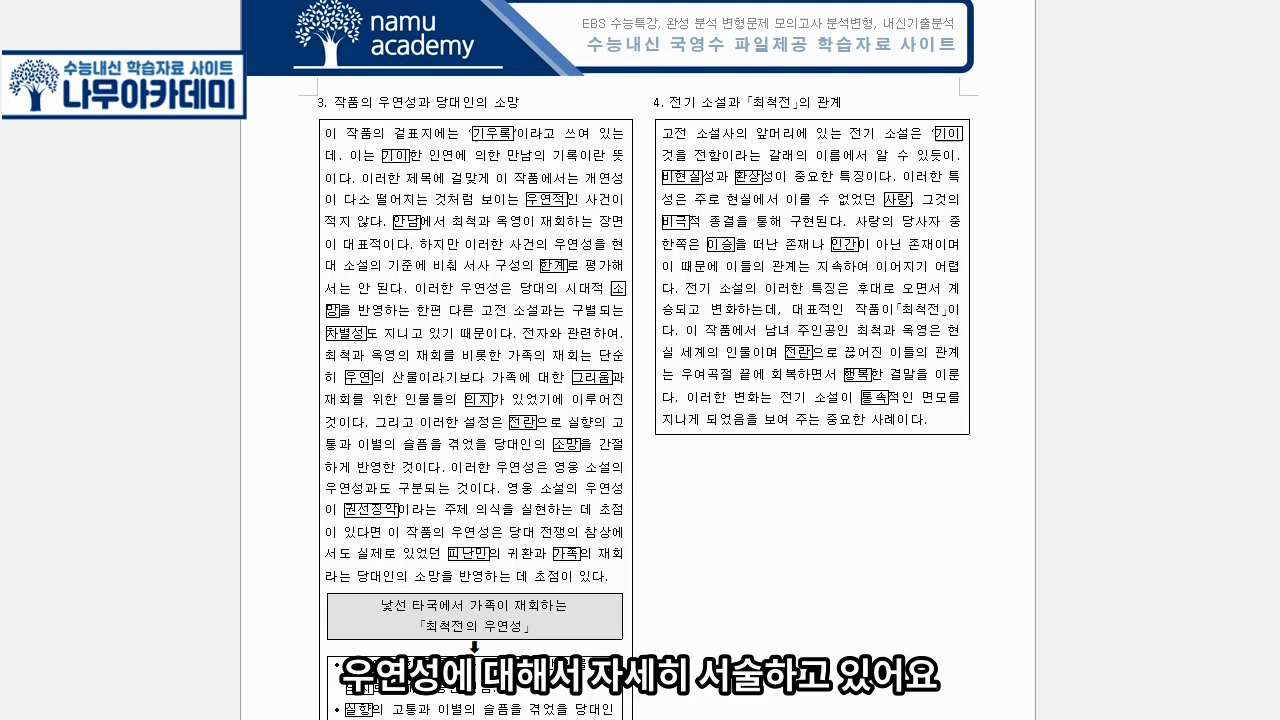 namu
academy
EBS 수능특강, 완성 분석 변형문제 모의고사 분석변형, 내신기출분석
수능내신 국영수 파일제공 학습자료 사이트
수능내신 학습자료 사이트
나무아카데미
3. 작품의 우연성과 당대인의 소망
이 작품의 겉표지에는 '기우록'이라고 쓰여 있는
데. 이는 기이한 인연에 의한 만남의 기록이란 뜻
이다. 이러한 제목에 걸맞게 이 작품에서는 개연성
이 다소 떨어지는 것처럼 보이는 우연적인 사건이
적지 않다. 안남에서 최척과 옥영이 재회하는 장면
이 대표적이다. 하지만 이러한 사건의 우연성을 현
대 소설의 기준에 비춰 서사 구성의 한계로 평가해
서는 안 된다. 이러한 우연성은 당대의 시대적 소
망을 반영하는 한편 다른 고전 소설과는 구별되는
차별성도 지니고 있기 때문이다. 전자와 관련하여.
최척과 옥영의 재회를 비롯한 가족의 재회는 단순
히 우연의 산물이라기보다 가족에 대한 그리움과
재회를 위한 인물들의 의지가 있었기에 이루어진
것이다. 그리고 이러한 설정은 전란으로 실향의 고
통과 이별의 슬픔을 겪었을 당대인의 소망을 간절
하게 반영한 것이다. 이러한 우연성은 영웅 소설의
우연성과도 구분되는 것이다. 영웅 소설의 우연성
이 권선징악이라는 주제 의식을 실현하는 데 초점
이 있다면 이 작품의 우연성은 당대 전쟁의 참상에
서도 실제로 있었던 피난민의 귀환과 가족의 재회
라는 당대인의 소망을 반영하는 데 초점이 있다.
낯선 타국에서 가족이 재회하는
「최척전의 우연성」
• 실향의 고통과 이별의 슬픔을 겪었을 당대인
4. 전기 소설과 「최척전」의 관계
고전 소설사의 앞머리에 있는 전기 소설은 '기이
것을 전함이라는 갈래의 이름에서 알 수 있듯이.
비현실성과 환상성이 중요한 특징이다. 이러한 특
성은 주로 현실에서 이룰 수 없었던 사랑, 그것의
비극적 종결을 통해 구현된다. 사랑의 당사자 중
한쪽은 이승을 떠난 존재나 인간이 아닌 존재이며
이 때문에 이들의 관계는 지속하여 이어지기 어렵
다. 전기 소설의 이러한 특징은 후대로 오면서 계
승되고 변화하는데, 대표적인 작품이「최척전」이
다. 이 작품에서 남녀 주인공인 최척과 옥영은 현
실 세계의 인물이며 전란으로 끊어진 이들의 관계
는 우여곡절 끝에 회복하면서 행복한 결말을 이룬
다. 이러한 변화는 전기 소설이 통속적인 면모를
지니게 되었음을 보여 주는 중요한 사례이다.
우연성에 대해서 자세히 서술하고 있어요